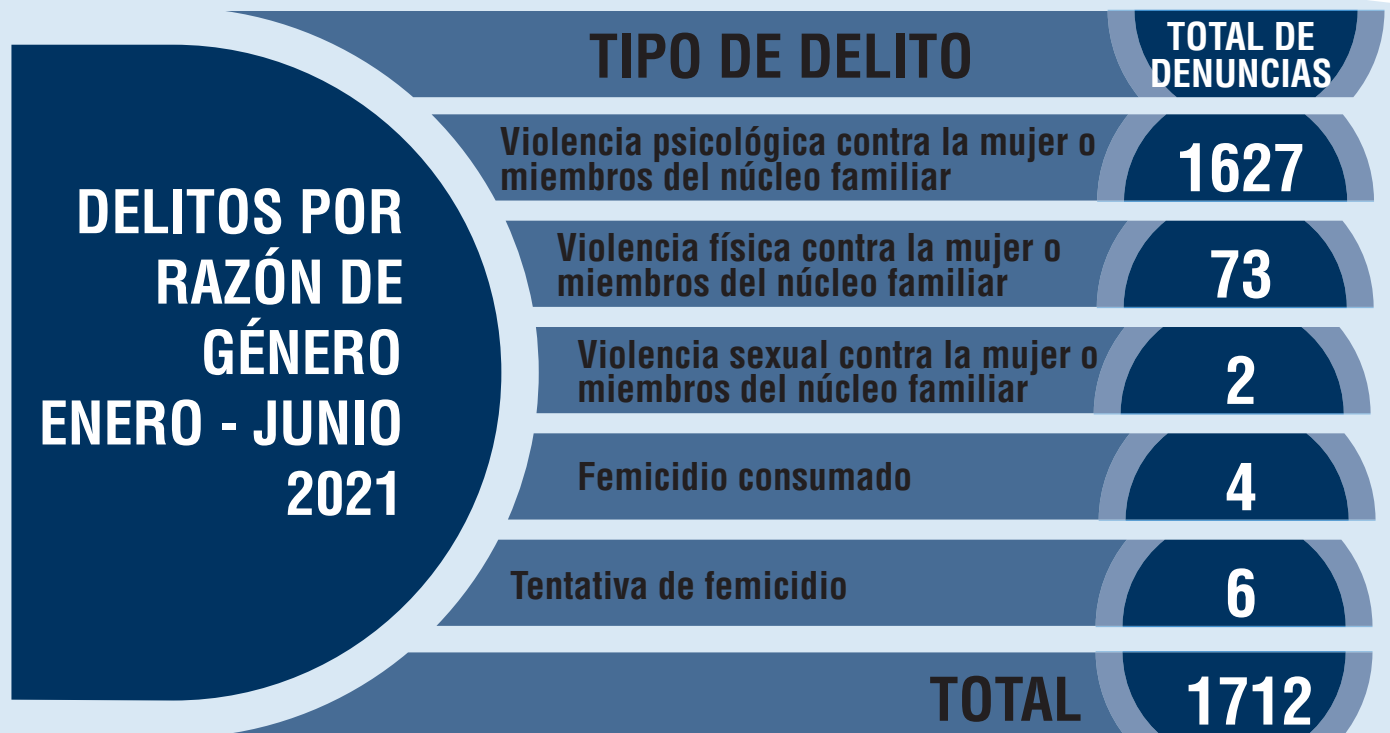 DELITOS POR
RAZÓN DE
GÉNERO
ENERO - JUNIO
2021
TIPO DE DELITO
TOTAL DE
DENUNCIAS
Violencia psicológica contra la mujer o
miembros del núcleo familiar
1627
Violencia física contra la mujer o
miembros del núcleo familiar
73
Violencia sexual contra la mujer o
miembros del núcleo familiar
2
Femicidio consumado
4
Tentativa de femicidio
6
TOTAL
1712